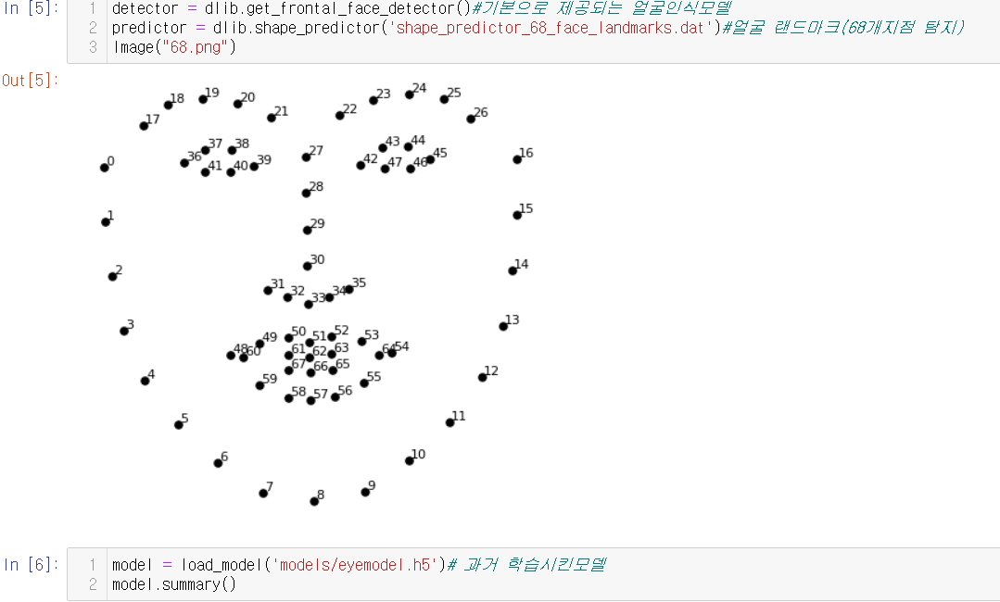 In [5]:
1 detector = dlib.get_frontal_face_detector()#기본으로 제공되는 얼굴인식모델
2 predictor = dlib.shape_predictor('shape_predictor_68_face_landmarks.dat')#얼굴 랜드마크(68개지점 탐지)
3 Image("68.png")
Out[5]:
18 19 20 21 22 23 24 25 26
17
37 38 27 43 44 45 16
0 36 41 40 39 42 47 46
28
1 29 15
2 30 14
31 32 33 34 35
3 13
49 50 51 52 53
48 60 61 62 63 64 54
67 66 65 12
4 59 58 57 56 55
5 11
6 10
7 8 9
In [6]:
1 model = load_model('models/eyemodel.h5')# 과거 학습시킨모델
2 model.summary()